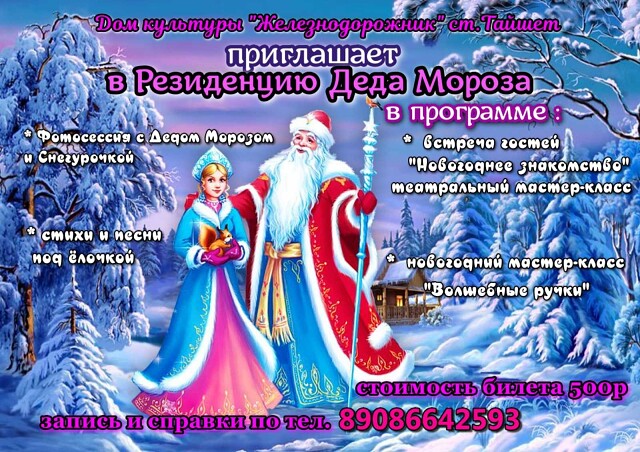 Дом культуры "Железнодорожник" ст. Тайшет
приглашает
в Резиденцию Деда Мороза
в программе :
* Фотосессия с Дедом Морозом
и Снегурочкой
* встреча гостей
"Новогоднее знакомство"
театральный мастер-класс
* стихи и песни
под ёлочкой
* новогодний мастер-класс
"Волшебные ручки"
стоимость билета 500р
запись и справки по тел. 89086642593